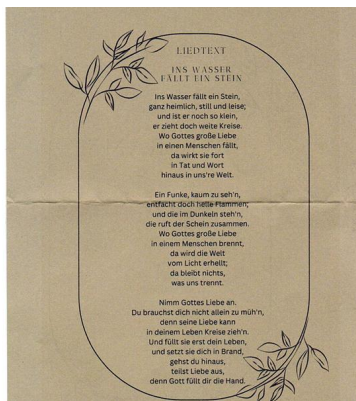 LIEDTEXT
INS WASSER
FÄLLT EIN STEIN
Ins Wasser fällt ein Stein,
ganz heimlich, still und leise;
und ist er noch so klein,
er zieht doch weite Kreise.
Wo Gottes große Liebe
in einen Menschen fällt,
da wirkt sie fort
in Tat und Wort
hinaus in uns're Welt.
Ein Funke, kaum zu seh'n,
entfacht doch helle Flammen;
und die im Dunkeln steh'n,
die ruft der Schein zusammen.
Wo Gottes große Liebe
in einem Menschen brennt,
da wird die Welt
vom Licht erhellt;
da bleibt nichts,
was uns trennt.
Nimm Gottes Liebe an.
Du brauchst dich nicht allein zu müh'n,
denn seine Liebe kann
in deinem Leben Kreise zieh'n.
Und füllt sie erst dein Leben,
und setzt sie dich in Brand,
gehst du hinaus,
teilst Liebe aus,
denn Gott füllt dir die Hand.